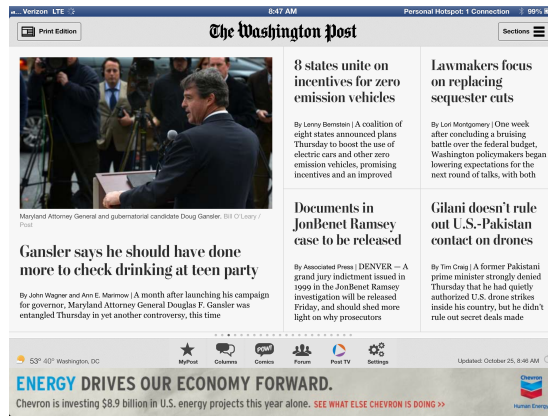 Verizon LTE
8:47 AM
Personal Hotspot: 1 Connection
99%
Print Edition
The Washington Post
Sections
Maryland Attorney General and gubernatorial candidate Doug Gansler. Bill O'Leary /
Post
Gansler says he should have done
more to check drinking at teen party
By John Wagner and Ann E. Marimow | A month after launching his campaign
for governor, Maryland Attorney General Douglas F. Gansler was
entangled Thursday in yet another controversy, this time
8 states unite on
incentives for zero
emission vehicles
By Lenny Bernstein | A coalition of
eight states announced plans
Thursday to boost the use of
electric cars and other zero
emission vehicles, promising
incentives and an improved
Lawmakers focus
on replacing
sequester cuts
By Lori Montgomery | One week
after concluding a bruising
battle over the federal budget,
Washington policymakers began
lowering expectations for the
next round of talks, with both
Documents in
JonBenet Ramsey
case to be released
By Associated Press | DENVER — A
grand jury indictment issued in
1999 in the JonBenet Ramsey
investigation will be released
Friday, and should shed more
light on why prosecutors
Gilani doesn't rule
out U.S.-Pakistan
contact on drones
By Tim Craig | A former Pakistani
prime minister strongly denied
Thursday that he had quietly
authorized U.S. drone strikes
inside his country, but he didn't
rule out secret deals made
53° 40° Washington, DC
MyPost
Columns
POW!
Comics
Forum
Post TV
Settings
Updated: October 25, 8:46 AM
ENERGY DRIVES OUR ECONOMY FORWARD.
Chevron is investing $8.9 billion in U.S. energy projects this year alone. SEE WHAT ELSE CHEVRON IS DOING >>
Chevron
Human Energy